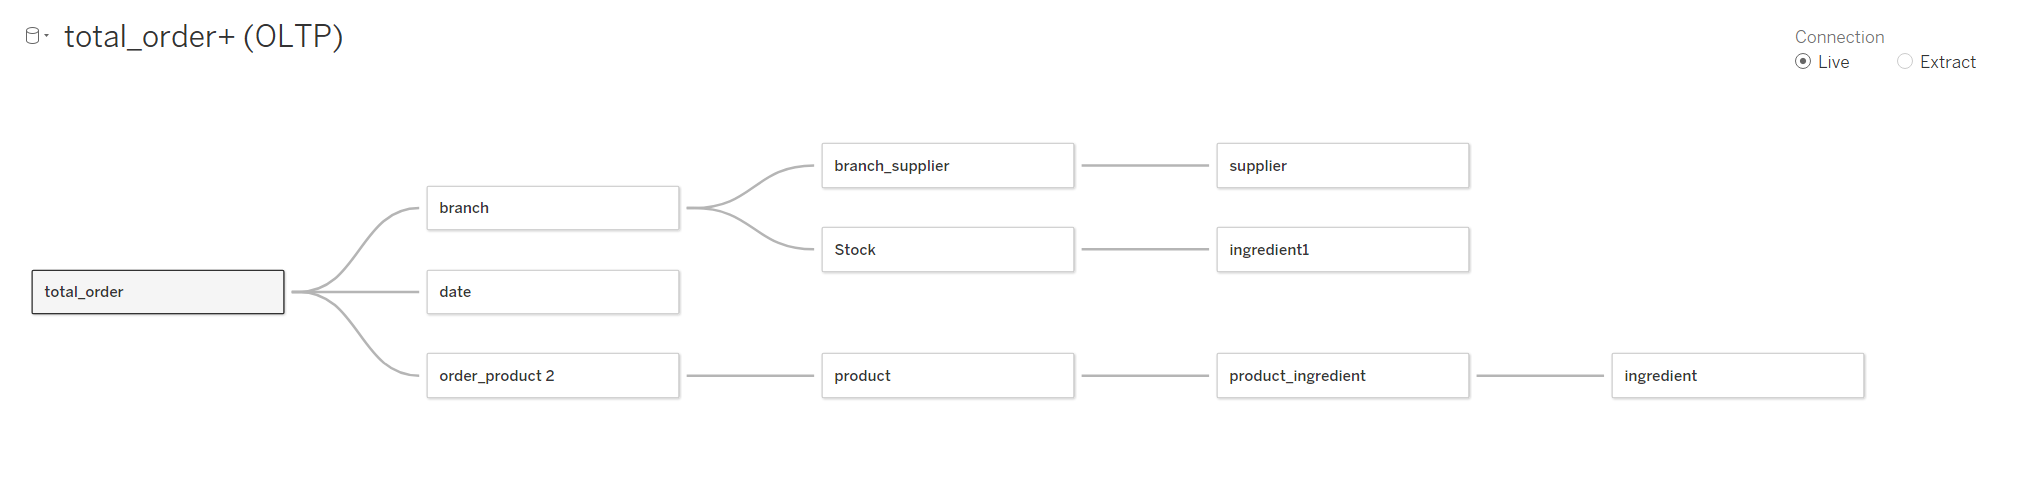 total_order+ (OLTP)
Connection
Live
Extract
branch_supplier
supplier
branch
Stock
ingredient1
total_order
date
order_product 2
product
product_ingredient
ingredient